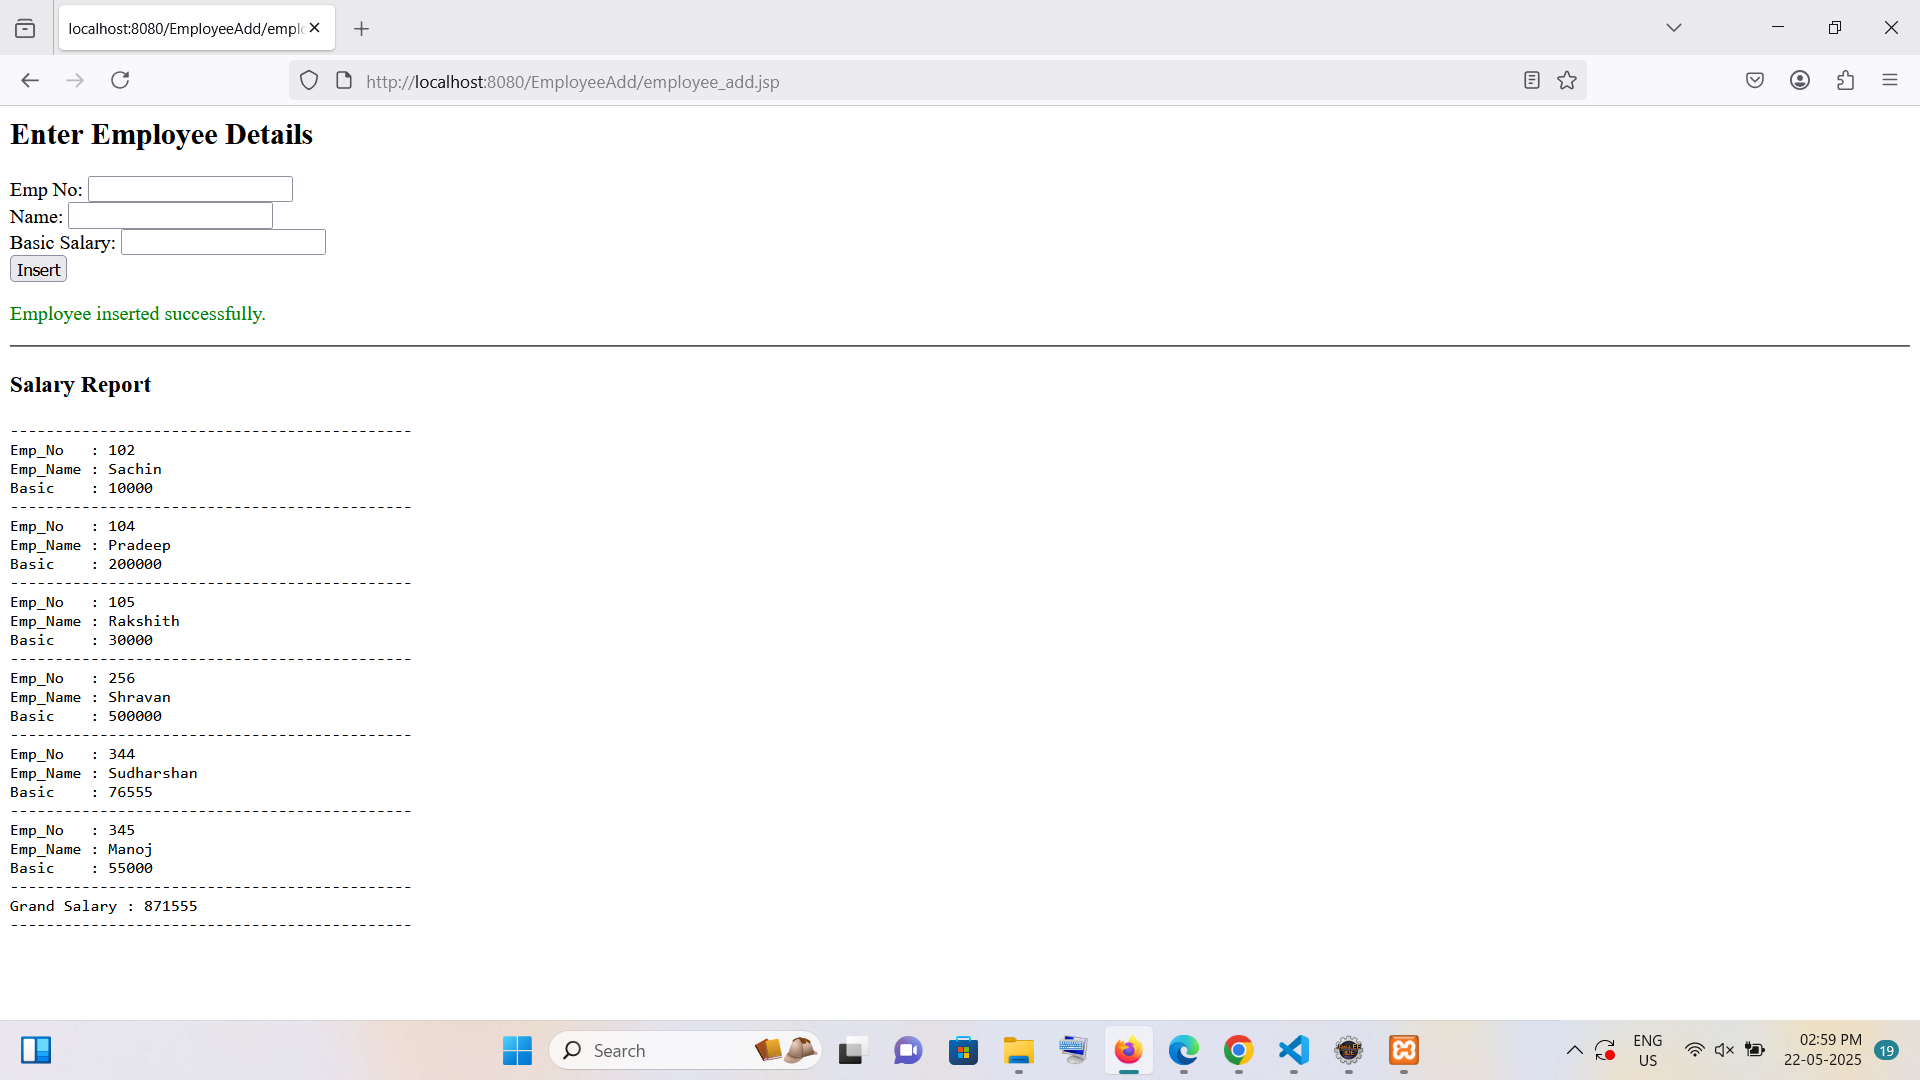 localhost:8080/EmployeeAdd/emplo
http://localhost:8080/EmployeeAdd/employee_add.jsp
Enter Employee Details
Emp No:
Name:
Basic Salary:
Insert
Employee inserted successfully.
Salary Report
---------------------------------------------
Emp_No   : 102
Emp_Name : Sachin
Basic    : 10000
---------------------------------------------
Emp_No   : 104
Emp_Name : Pradeep
Basic    : 200000
---------------------------------------------
Emp_No   : 105
Emp_Name : Rakshith
Basic    : 30000
---------------------------------------------
Emp_No   : 256
Emp_Name : Shravan
Basic    : 500000
---------------------------------------------
Emp_No   : 344
Emp_Name : Sudharshan
Basic    : 76555
---------------------------------------------
Emp_No   : 345
Emp_Name : Manoj
Basic    : 55000
---------------------------------------------
Grand Salary : 871555
---------------------------------------------
Search
ENG
US
02:59 PM
22-05-2025
19